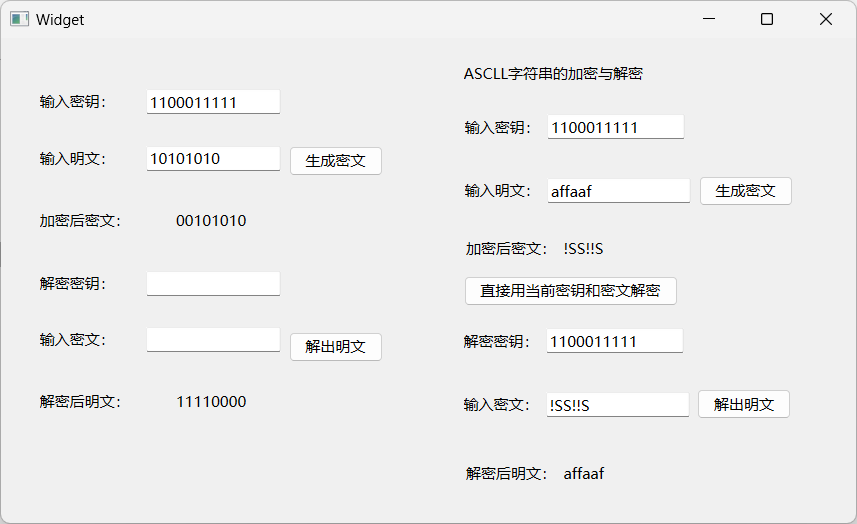 Widget
输入密钥： 1100011111
输入明文： 10101010 生成密文
加密后密文： 00101010
解密密钥：
输入密文： 解出明文
解密后明文： 11110000
ASCLL字符串的加密与解密
输入密钥： 1100011111
输入明文： affaaf 生成密文
加密后密文： !SS!!S
直接用当前密钥和密文解密
解密密钥： 1100011111
输入密文： !SS!!S 解出明文
解密后明文： affaaf